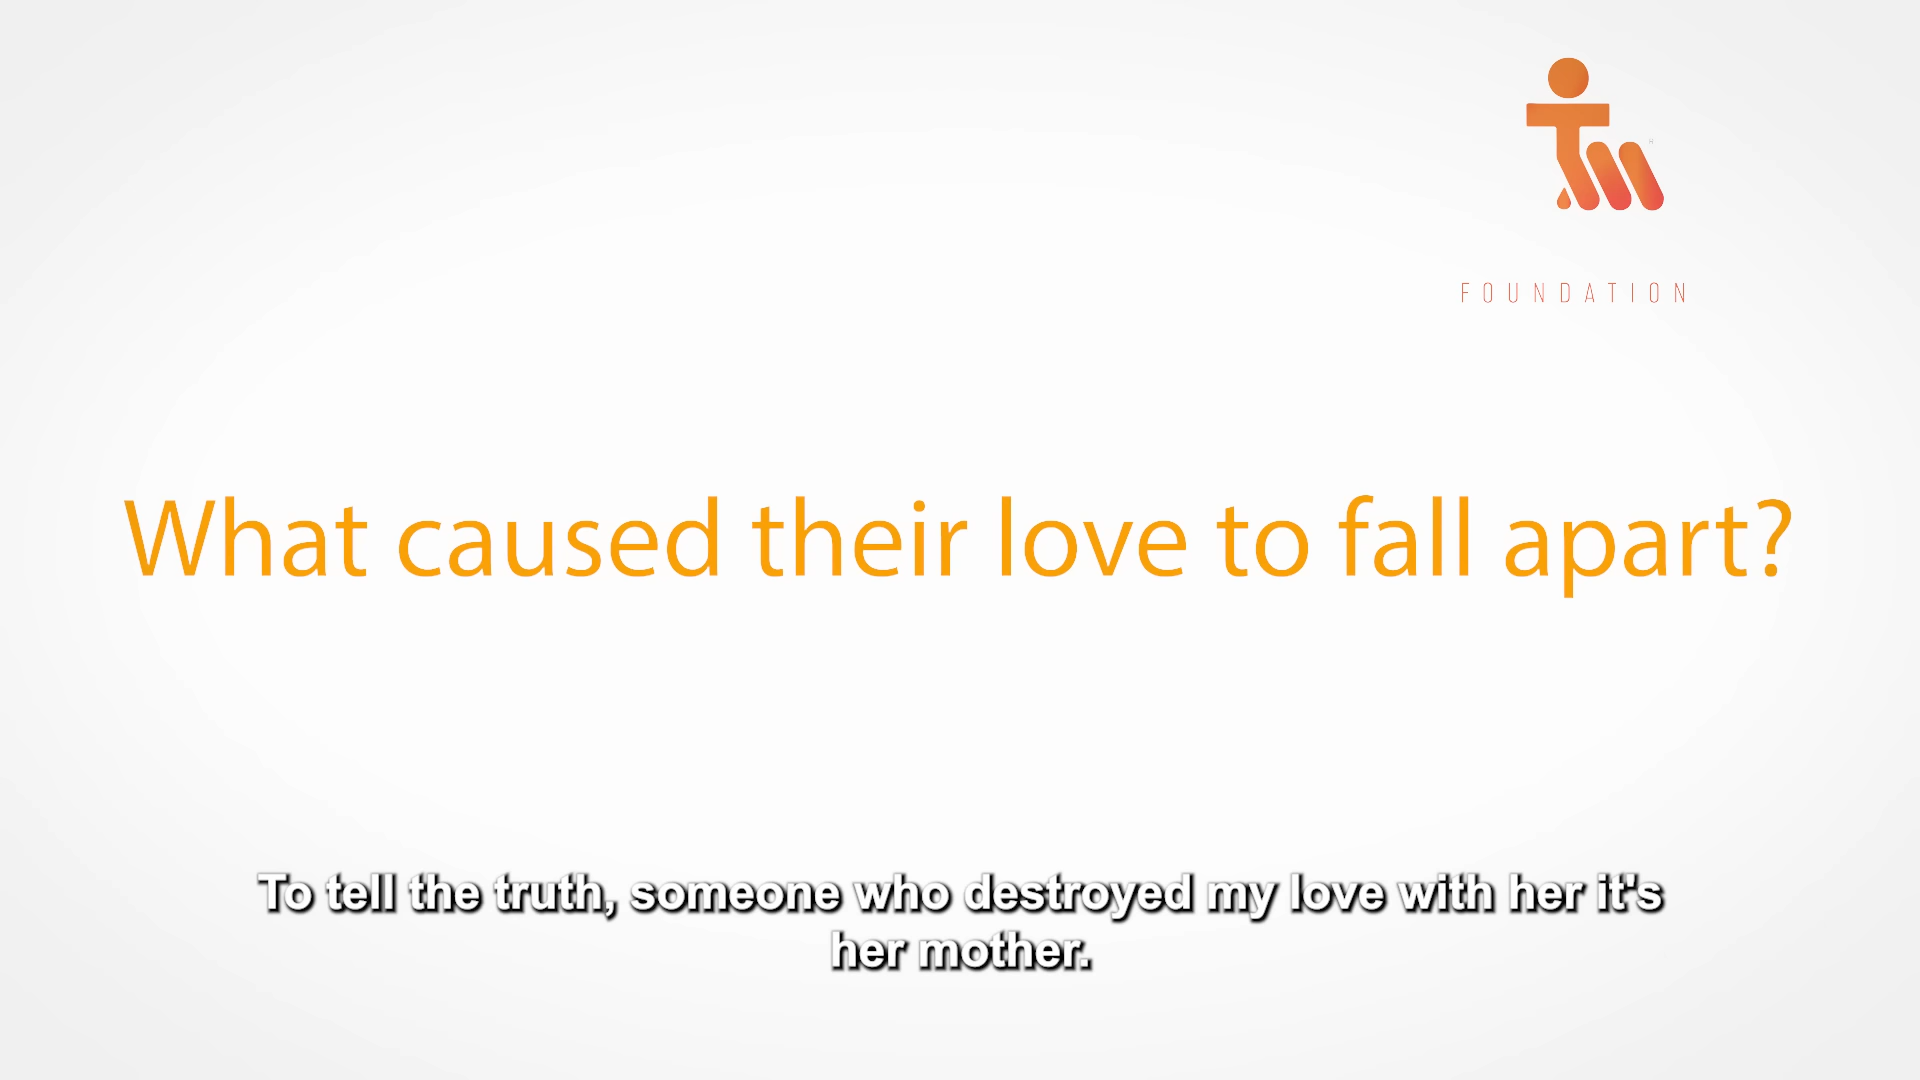 FOUNDATION
What caused their love to fall apart?
To tell the truth, someone who destroyed my love with her it's
her mother.